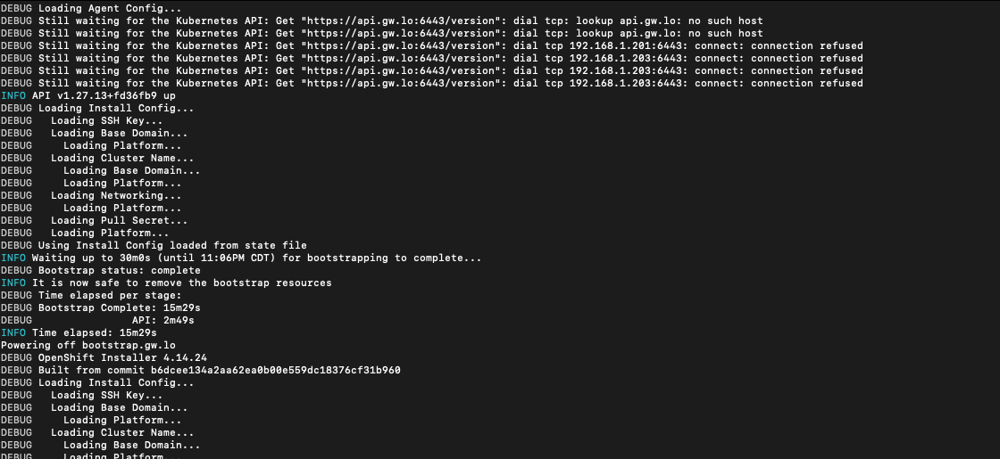 DEBUG Loading Agent Config...
DEBUG Still waiting for the Kubernetes API: Get "https://api.gw.lo:6443/version": dial tcp: lookup api.gw.lo: no such host
DEBUG Still waiting for the Kubernetes API: Get "https://api.gw.lo:6443/version": dial tcp: lookup api.gw.lo: no such host
DEBUG Still waiting for the Kubernetes API: Get "https://api.gw.lo:6443/version": dial tcp 192.168.1.201:6443: connect: connection refused
DEBUG Still waiting for the Kubernetes API: Get "https://api.gw.lo:6443/version": dial tcp 192.168.1.203:6443: connect: connection refused
DEBUG Still waiting for the Kubernetes API: Get "https://api.gw.lo:6443/version": dial tcp 192.168.1.203:6443: connect: connection refused
DEBUG Still waiting for the Kubernetes API: Get "https://api.gw.lo:6443/version": dial tcp 192.168.1.203:6443: connect: connection refused
INFO API v1.27.13+fd36fb9 up
DEBUG Loading Install Config...
DEBUG   Loading SSH Key...
DEBUG   Loading Base Domain...
DEBUG     Loading Platform...
DEBUG   Loading Cluster Name...
DEBUG     Loading Base Domain...
DEBUG     Loading Platform...
DEBUG   Loading Networking...
DEBUG     Loading Platform...
DEBUG   Loading Pull Secret...
DEBUG   Loading Platform...
DEBUG Using Install Config loaded from state file
INFO Waiting up to 30m0s (until 11:06PM CDT) for bootstrapping to complete...
DEBUG Bootstrap status: complete
INFO It is now safe to remove the bootstrap resources
DEBUG Time elapsed per stage:
DEBUG Bootstrap Complete: 15m29s
DEBUG                API: 2m49s
INFO Time elapsed: 15m29s
Powering off bootstrap.gw.lo
DEBUG OpenShift Installer 4.14.24
DEBUG Built from commit b6dcee134a2aa62ea0b00e559dc18376cf31b960
DEBUG Loading Install Config...
DEBUG   Loading SSH Key...
DEBUG   Loading Base Domain...
DEBUG     Loading Platform...
DEBUG   Loading Cluster Name...
DEBUG     Loading Base Domain...
DEBUG     Loading Platform...